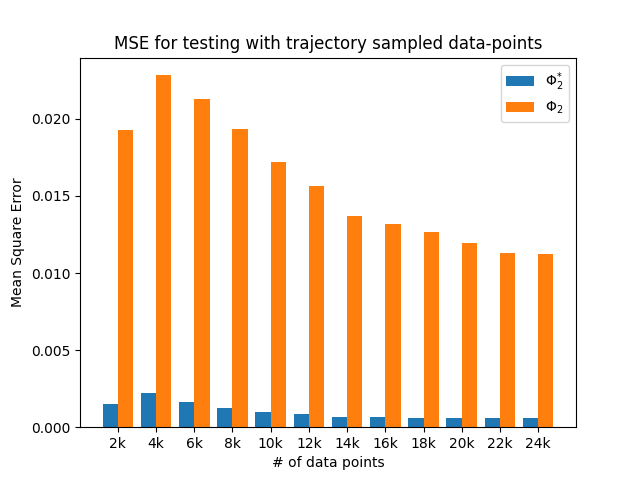 MSE for testing with trajectory sampled data-points
Φ₂*
Φ₂
Mean Square Error
0.020
0.015
0.010
0.005
0.000
2k 4k 6k 8k 10k 12k 14k 16k 18k 20k 22k 24k
# of data points